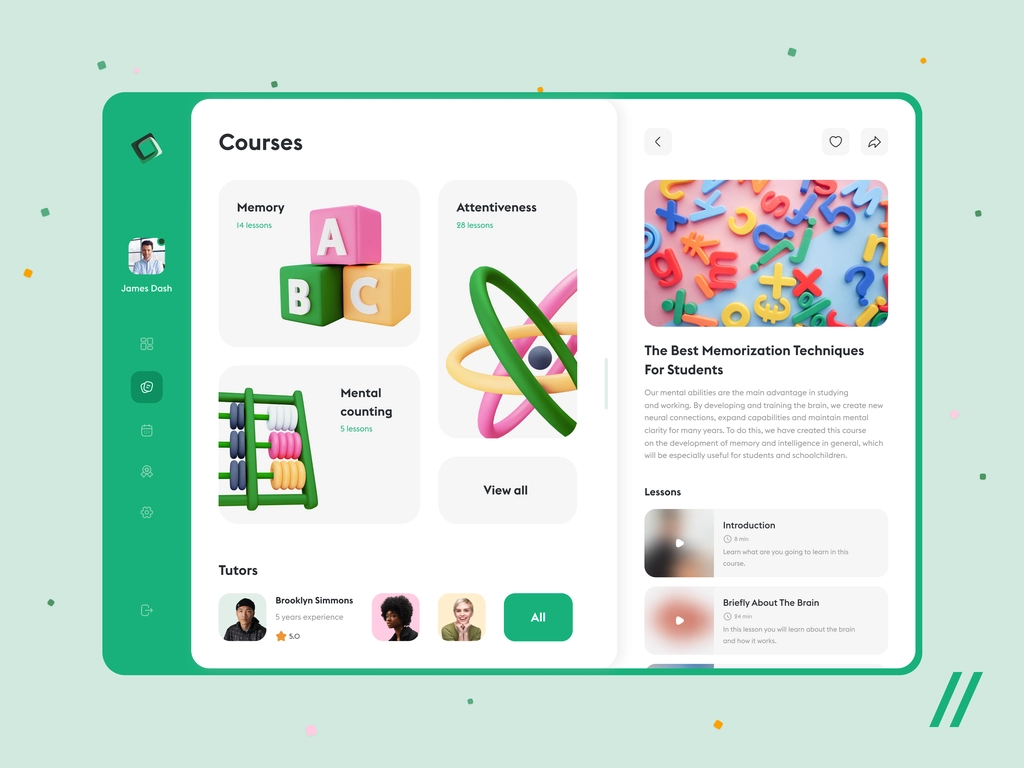 James Dash
Courses
Memory
14 lessons
A
B C
Attentiveness
28 lessons
Mental
counting
5 lessons
View all
Tutors
Brooklyn Simmons
5 years experience
5.0
All
The Best Memorization Techniques
For Students
Our mental abilities are the main advantage in studying
and working. By developing and training the brain, we create new
neural connections, expand capabilities and maintain mental
clarity for many years. To do this, we have created this course
on the development of memory and intelligence in general, which
will be especially useful for students and schoolchildren.
Lessons
Introduction
8 min
Learn what are you going to learn in this
course.
Briefly About The Brain
24 min
In this lesson you will learn about the brain
and how it works.